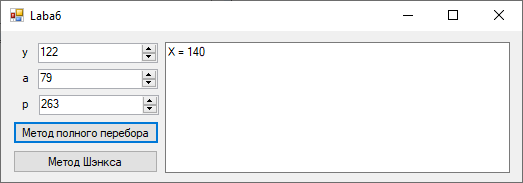 Laba6
y 122
a 79
p 263
X = 140
Метод полного перебора
Метод Шэнкса